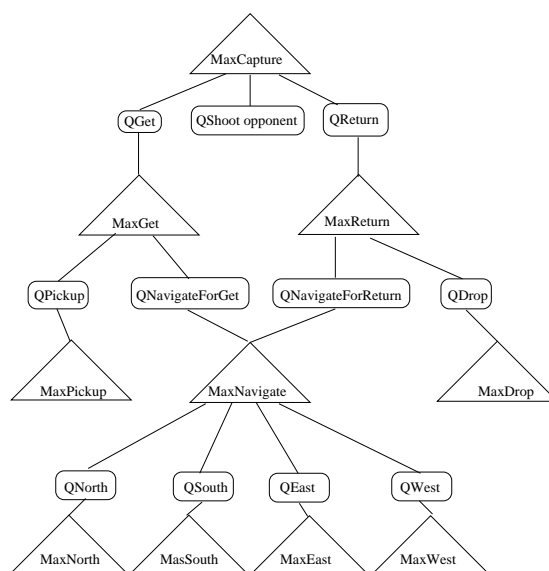 MaxCapture
QGet
QShoot opponent
QReturn
MaxGet
MaxReturn
QPickup
QNavigateForGet
QNavigateForReturn
QDrop
MaxPickup
MaxNavigate
MaxDrop
QNorth
QSouth
QEast
QWest
MaxNorth
MasSouth
MaxEast
MaxWest